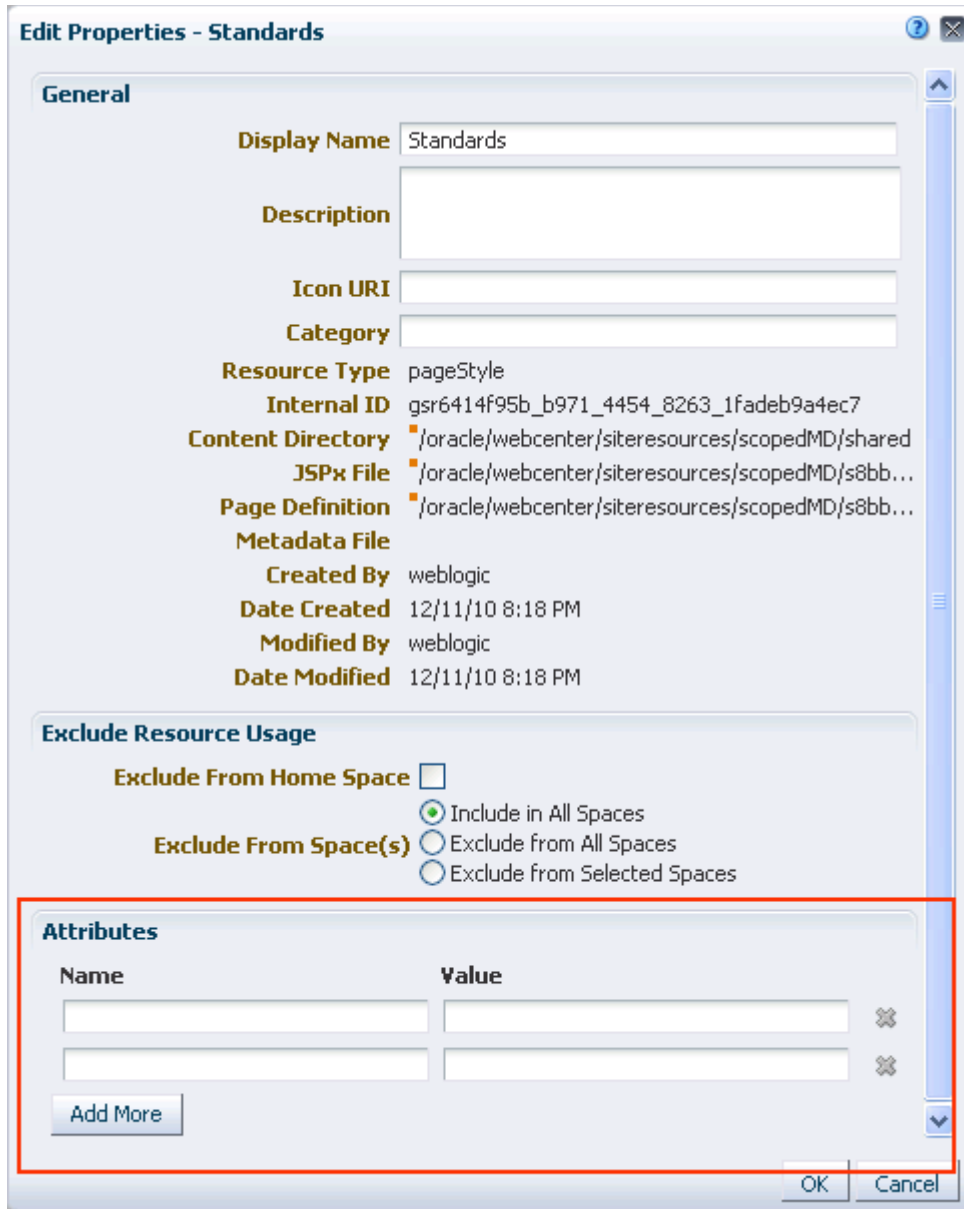 Edit Properties - Standards
General
Display Name Standards
Description
Icon URI
Category
Resource Type pageStyle
Internal ID gsr6414f95b_b971_4454_8263_1fadeb9a4ec7
Content Directory /oracle/webcenter/siteresources/scopedMD/shared
JSPx File /oracle/webcenter/siteresources/scopedMD/s8bb...
Page Definition /oracle/webcenter/siteresources/scopedMD/s8bb...
Metadata File
Created By weblogic
Date Created 12/11/10 8:18 PM
Modified By weblogic
Date Modified 12/11/10 8:18 PM
Exclude Resource Usage
Exclude From Home Space
Include in All Spaces
Exclude From Space(s) Exclude from All Spaces
Exclude from Selected Spaces
Attributes
Name Value
Add More
OK Cancel